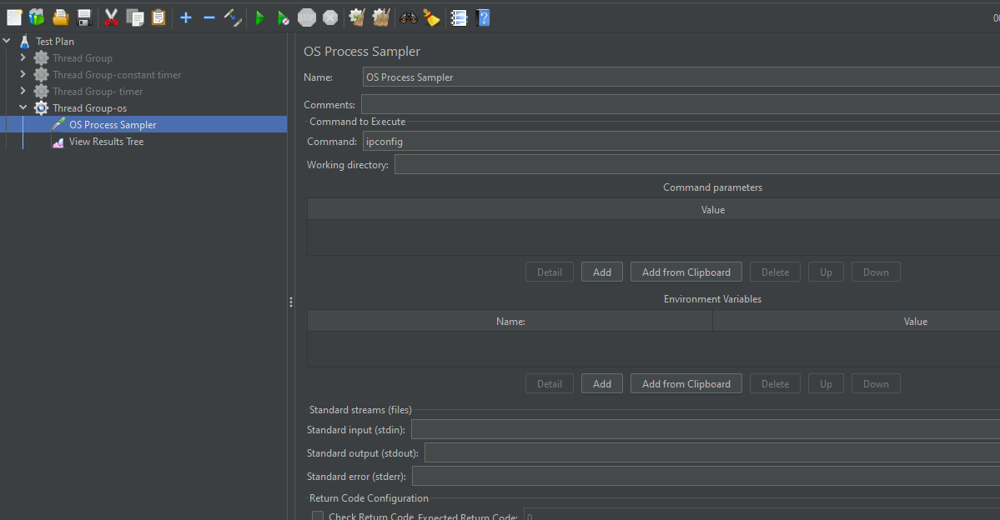 STOP
00
Test Plan
Thread Group
Thread Group-constant timer
Thread Group- timer
Thread Group-os
OS Process Sampler
View Results Tree
OS Process Sampler
Name: OS Process Sampler
Comments:
Command to Execute
Command: ipconfig
Working directory:
Command parameters
Value
Detail Add Add from Clipboard Delete Up Down
Environment Variables
Name: Value
Detail Add Add from Clipboard Delete Up Down
Standard streams (files)
Standard input (stdin):
Standard output (stdout):
Standard error (stderr):
Return Code Configuration
Check Return Code Expected Return Code: 0